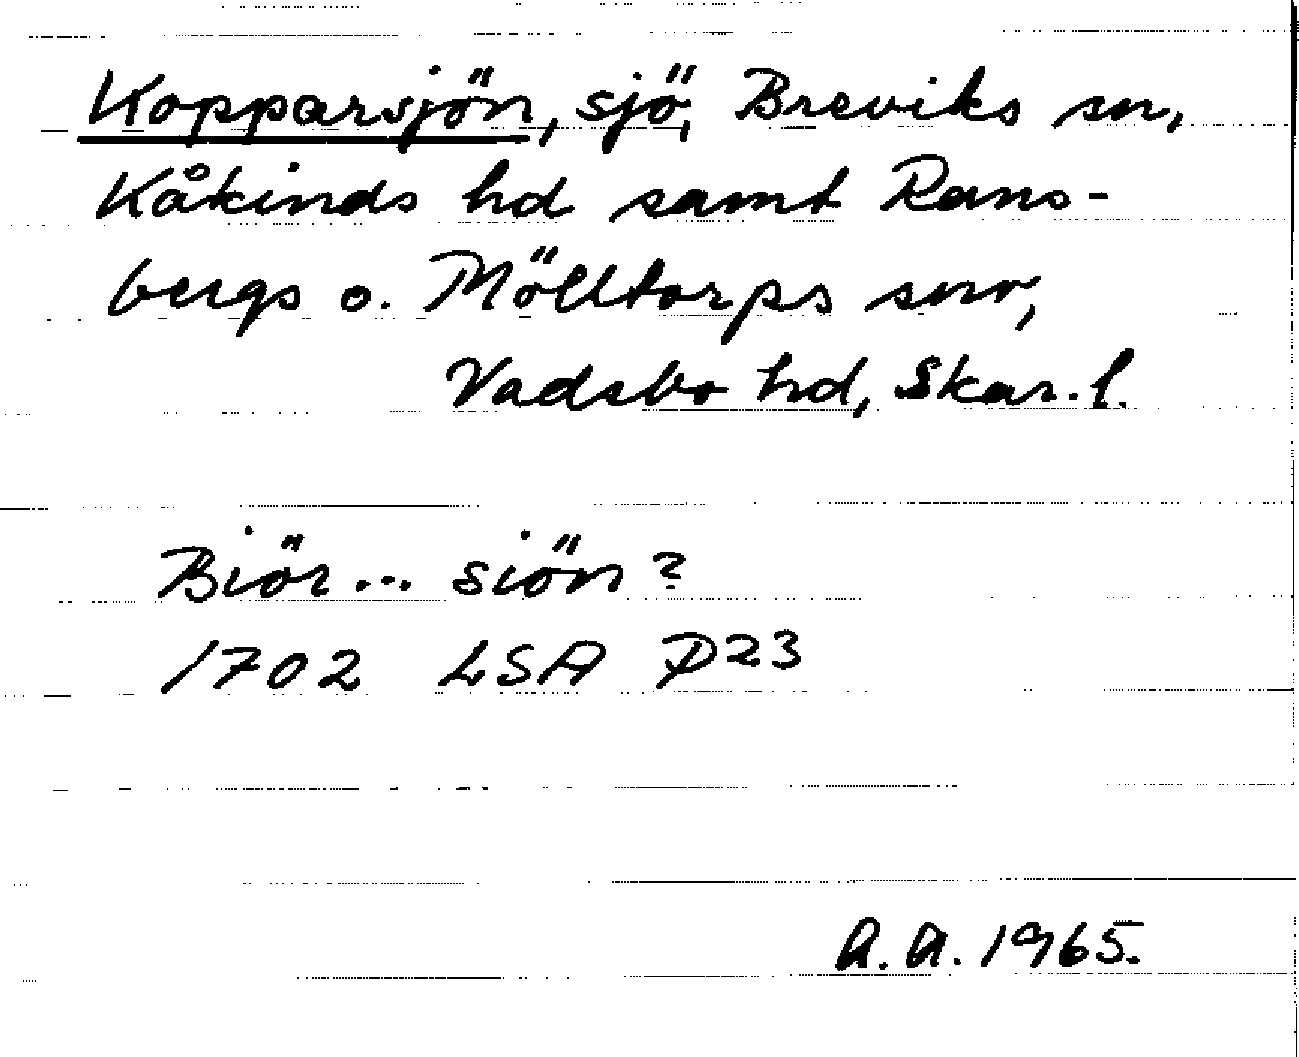 Kopparsjön, sjö, Breviks sn,
Kåkinds hd samt Rans-
bergs o. Mölltorps snr,
Vadsbo hd, Skar. l.
Biör... siön?
1702 LSA P23
A.A. 1965.